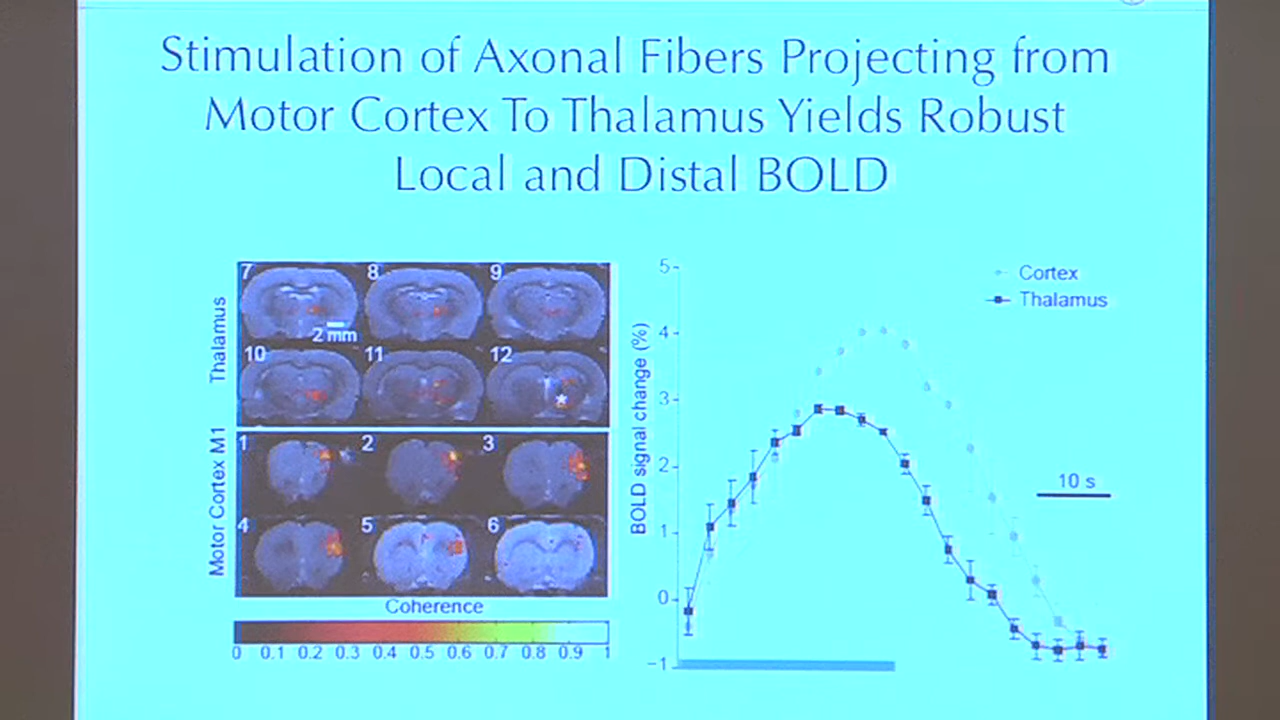 Stimulation of Axonal Fibers Projecting from
Motor Cortex To Thalamus Yields Robust
Local and Distal BOLD
Thalamus
7 8 9
2 mm
10 11 12
Motor Cortex M1
1 2 3
4 5 6
Coherence
0 0.1 0.2 0.3 0.4 0.5 0.6 0.7 0.8 0.9 1
BOLD signal change (%)
5
4
3
2
1
0
−1
Cortex
Thalamus
10 s